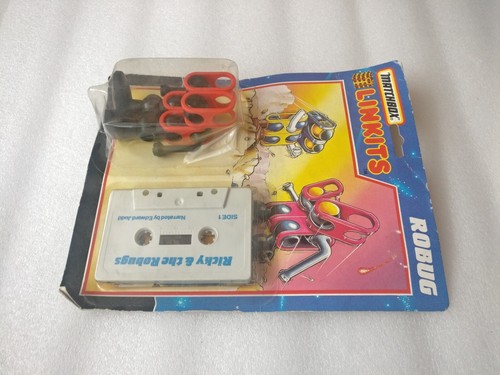 MATCHBOX
LINKITS
ROBUG
Ricky & the Robugs
Narrated by Edward Judd
SIDE 1